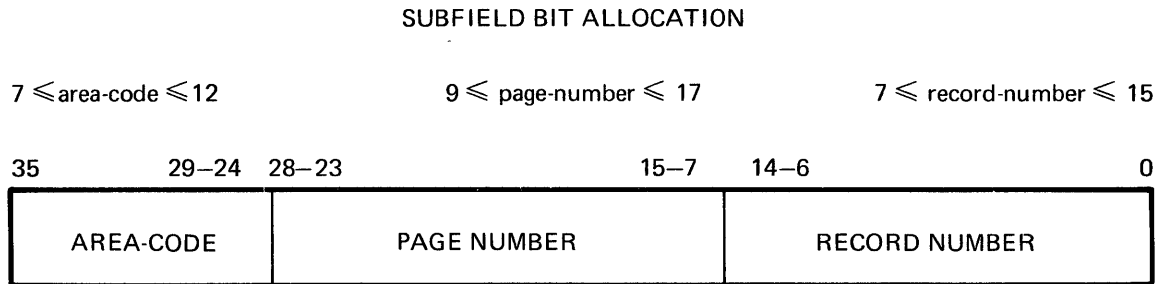 SUBFIELD BIT ALLOCATION
7 ≤ area-code ≤ 12 9 ≤ page-number ≤ 17 7 ≤ record-number ≤ 15
35 29–24 28–23 15–7 14–6 0
AREA-CODE PAGE NUMBER RECORD NUMBER